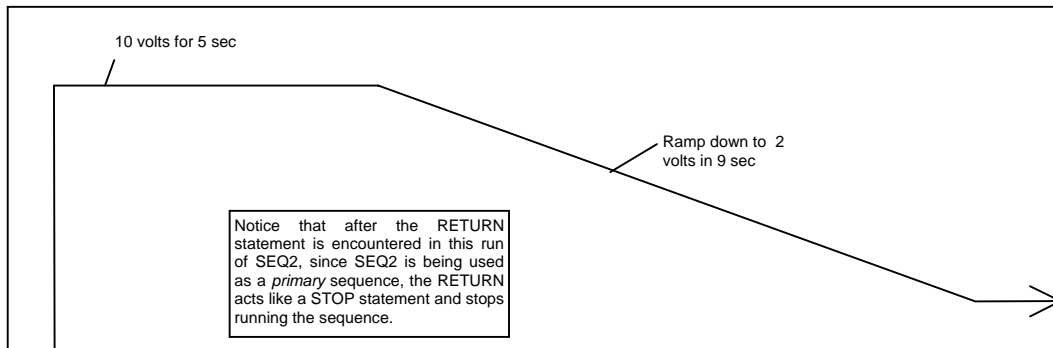 10 volts for 5 sec
Ramp down to 2
volts in 9 sec
Notice that after the RETURN
statement is encountered in this run
of SEQ2, since SEQ2 is being used
as a primary sequence, the RETURN
acts like a STOP statement and stops
running the sequence.